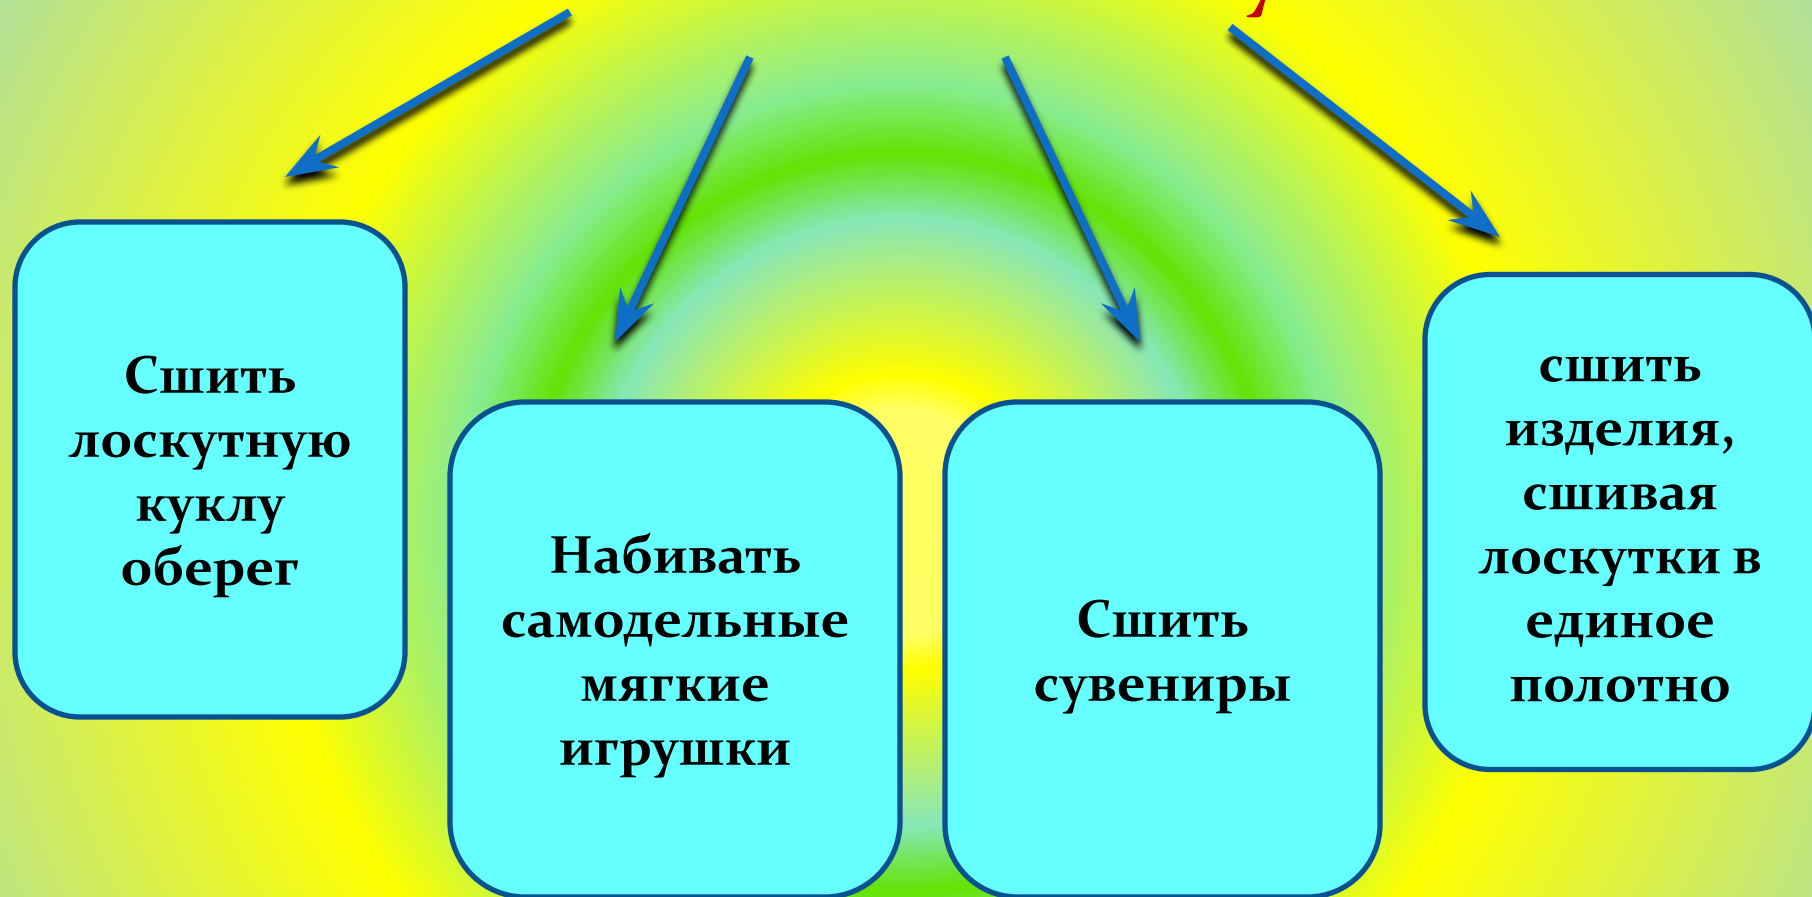 Сшить
лоскутную
куклу
оберег
Набивать
самодельные
мягкие
игрушки
Сшить
сувениры
сшить
изделия,
сшивая
лоскутки в
единое
полотно